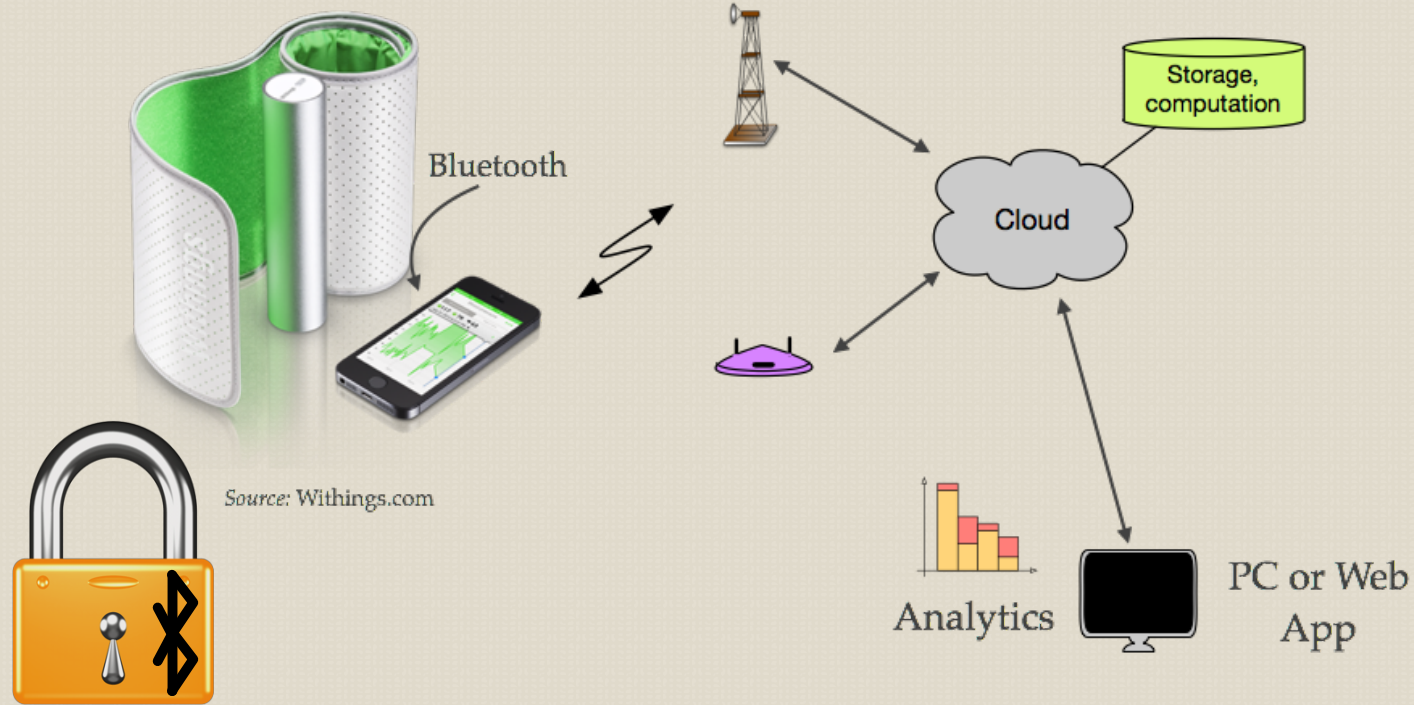 Bluetooth
Storage,
computation
Cloud
Source: Withings.com
Analytics
PC or Web
App